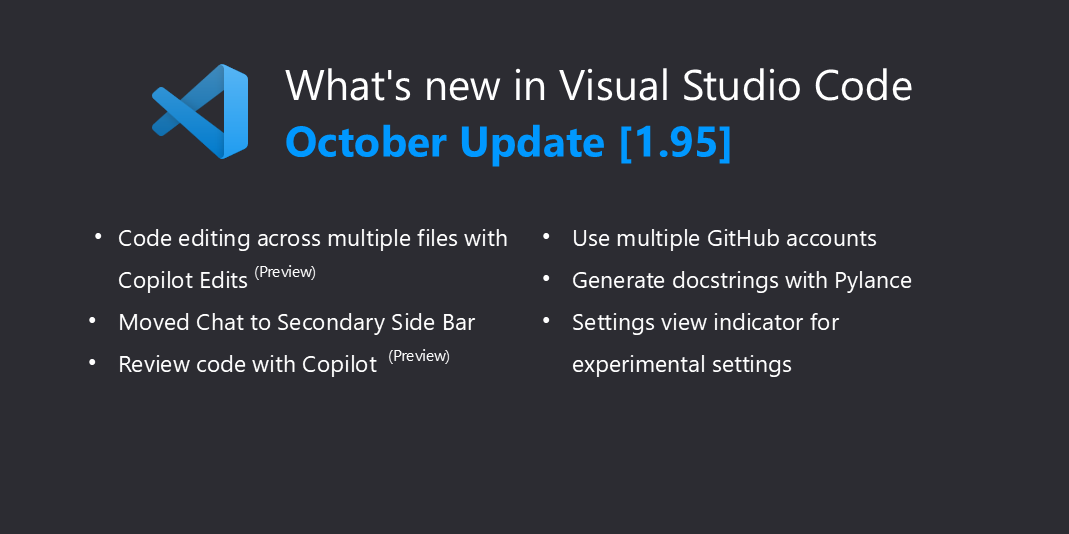 What's new in Visual Studio Code
October Update [1.95]
• Code editing across multiple files with
Copilot Edits (Preview)
• Moved Chat to Secondary Side Bar
• Review code with Copilot (Preview)
• Use multiple GitHub accounts
• Generate docstrings with Pylance
• Settings view indicator for
experimental settings